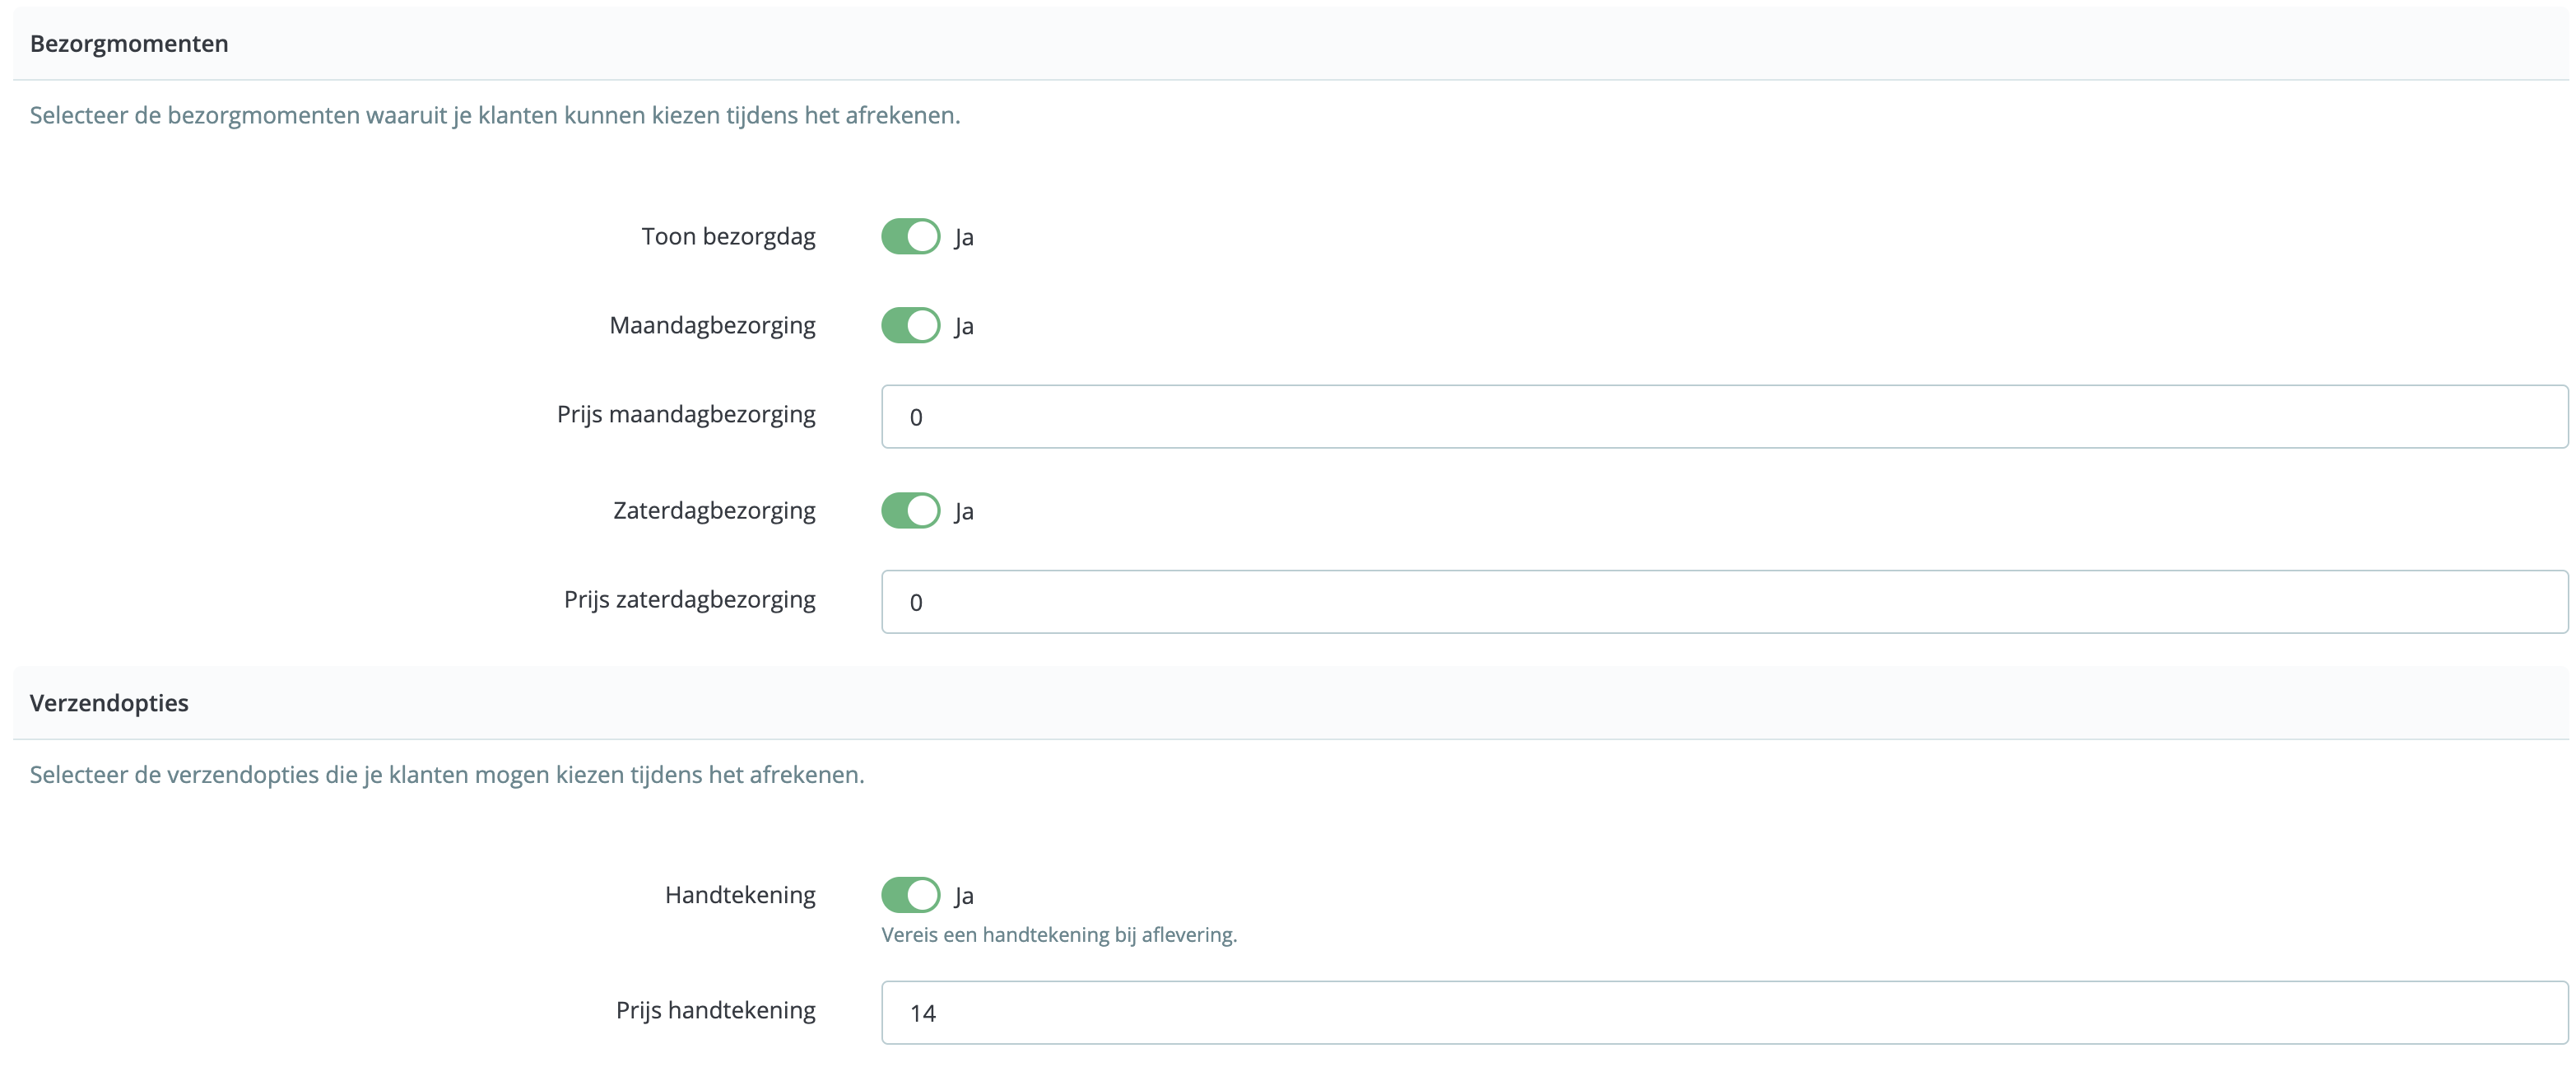 Bezorgmomenten
Selecteer de bezorgmomenten waaruit je klanten kunnen kiezen tijdens het afrekenen.
Toon bezorgdag Ja
Maandagbezorging Ja
Prijs maandagbezorging 0
Zaterdagbezorging Ja
Prijs zaterdagbezorging 0
Verzendopties
Selecteer de verzendopties die je klanten mogen kiezen tijdens het afrekenen.
Handtekening Ja
Vereis een handtekening bij aflevering.
Prijs handtekening 14